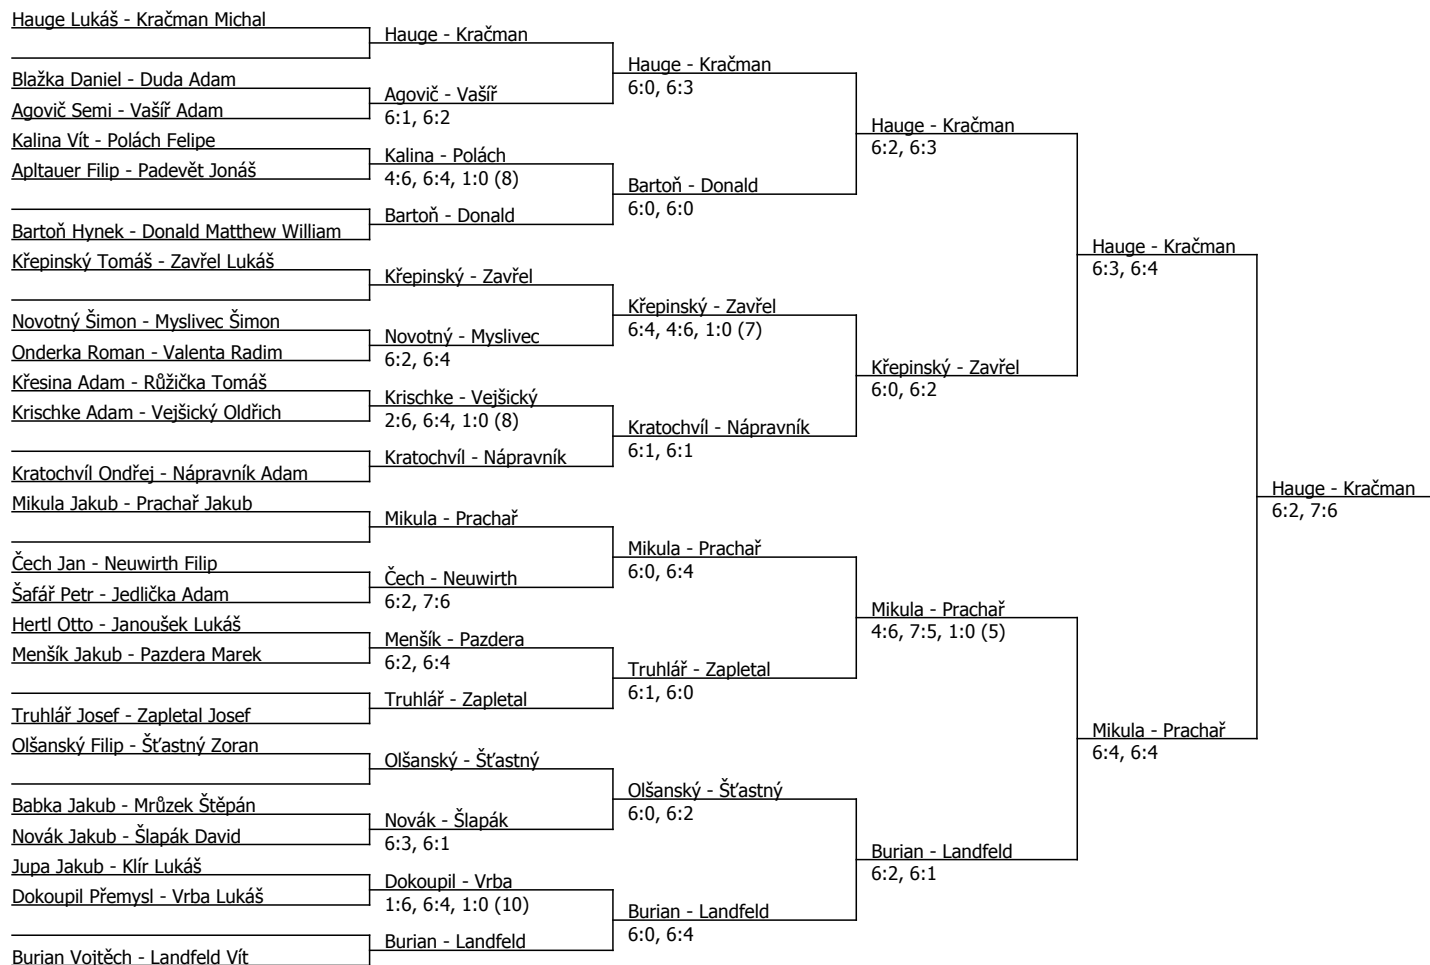 Hauge Lukáš - Kračman Michal
Blažka Daniel - Duda Adam
Agovič Semi - Vašíř Adam
Kalina Vít - Polách Felipe
Apltauer Filip - Padevět Jonáš
Bartoň Hynek - Donald Matthew William
Křepinský Tomáš - Zavřel Lukáš
Novotný Šimon - Myslivec Šimon
Onderka Roman - Valenta Radim
Křesina Adam - Růžička Tomáš
Krischke Adam - Vejšický Oldřich
Kratochvíl Ondřej - Nápravník Adam
Mikula Jakub - Prachař Jakub
Čech Jan - Neuwirth Filip
Šafář Petr - Jedlička Adam
Hertl Otto - Janoušek Lukáš
Menšík Jakub - Pazdera Marek
Truhlář Josef - Zapletal Josef
Olšanský Filip - Šťastný Zoran
Babka Jakub - Mrůzek Štěpán
Novák Jakub - Šlapák David
Jupa Jakub - Klír Lukáš
Dokoupil Přemysl - Vrba Lukáš
Burian Vojtěch - Landfeld Vít
Hauge - Kračman
Agovič - Vašíř
6:1, 6:2
Kalina - Polách
4:6, 6:4, 1:0 (8)
Bartoň - Donald
Křepinský - Zavřel
Novotný - Myslivec
6:2, 6:4
Krischke - Vejšický
2:6, 6:4, 1:0 (8)
Kratochvíl - Nápravník
Mikula - Prachař
Čech - Neuwirth
6:2, 7:6
Menšík - Pazdera
6:2, 6:4
Truhlář - Zapletal
Olšanský - Šťastný
Novák - Šlapák
6:3, 6:1
Dokoupil - Vrba
1:6, 6:4, 1:0 (10)
Burian - Landfeld
Hauge - Kračman
6:0, 6:3
Bartoň - Donald
6:0, 6:0
Křepinský - Zavřel
6:4, 4:6, 1:0 (7)
Kratochvíl - Nápravník
6:1, 6:1
Mikula - Prachař
6:0, 6:4
Truhlář - Zapletal
6:1, 6:0
Olšanský - Šťastný
6:0, 6:2
Burian - Landfeld
6:0, 6:4
Hauge - Kračman
6:2, 6:3
Křepinský - Zavřel
6:0, 6:2
Mikula - Prachař
4:6, 7:5, 1:0 (5)
Burian - Landfeld
6:2, 6:1
Hauge - Kračman
6:3, 6:4
Mikula - Prachař
6:4, 6:4
Hauge - Kračman
6:2, 7:6